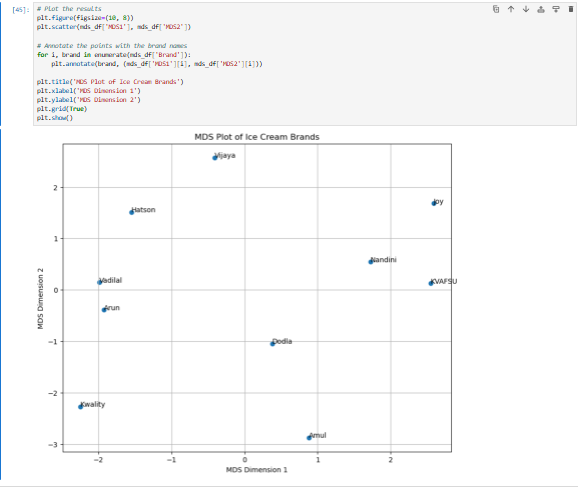 [45]:
# Plot the results
plt.figure(figsize=(10, 8))
plt.scatter(mds_df['MDS1'], mds_df['MDS2'])
# Annotate the points with the brand names
for i, brand in enumerate(mds_df['Brand']):
plt.annotate(brand, (mds_df['MDS1'][i], mds_df['MDS2'][i]))
plt.title('MDS Plot of Ice Cream Brands')
plt.xlabel('MDS Dimension 1')
plt.ylabel('MDS Dimension 2')
plt.grid(True)
plt.show()
MDS Plot of Ice Cream Brands
Vijaya
2
Joy
Hatson
1
Nandini
Vadilal
KVAFSU
0
Arun
MDS Dimension 2
−1
Dodla
−2
Kwality
Amul
−3
−2
−1
0
1
2
MDS Dimension 1